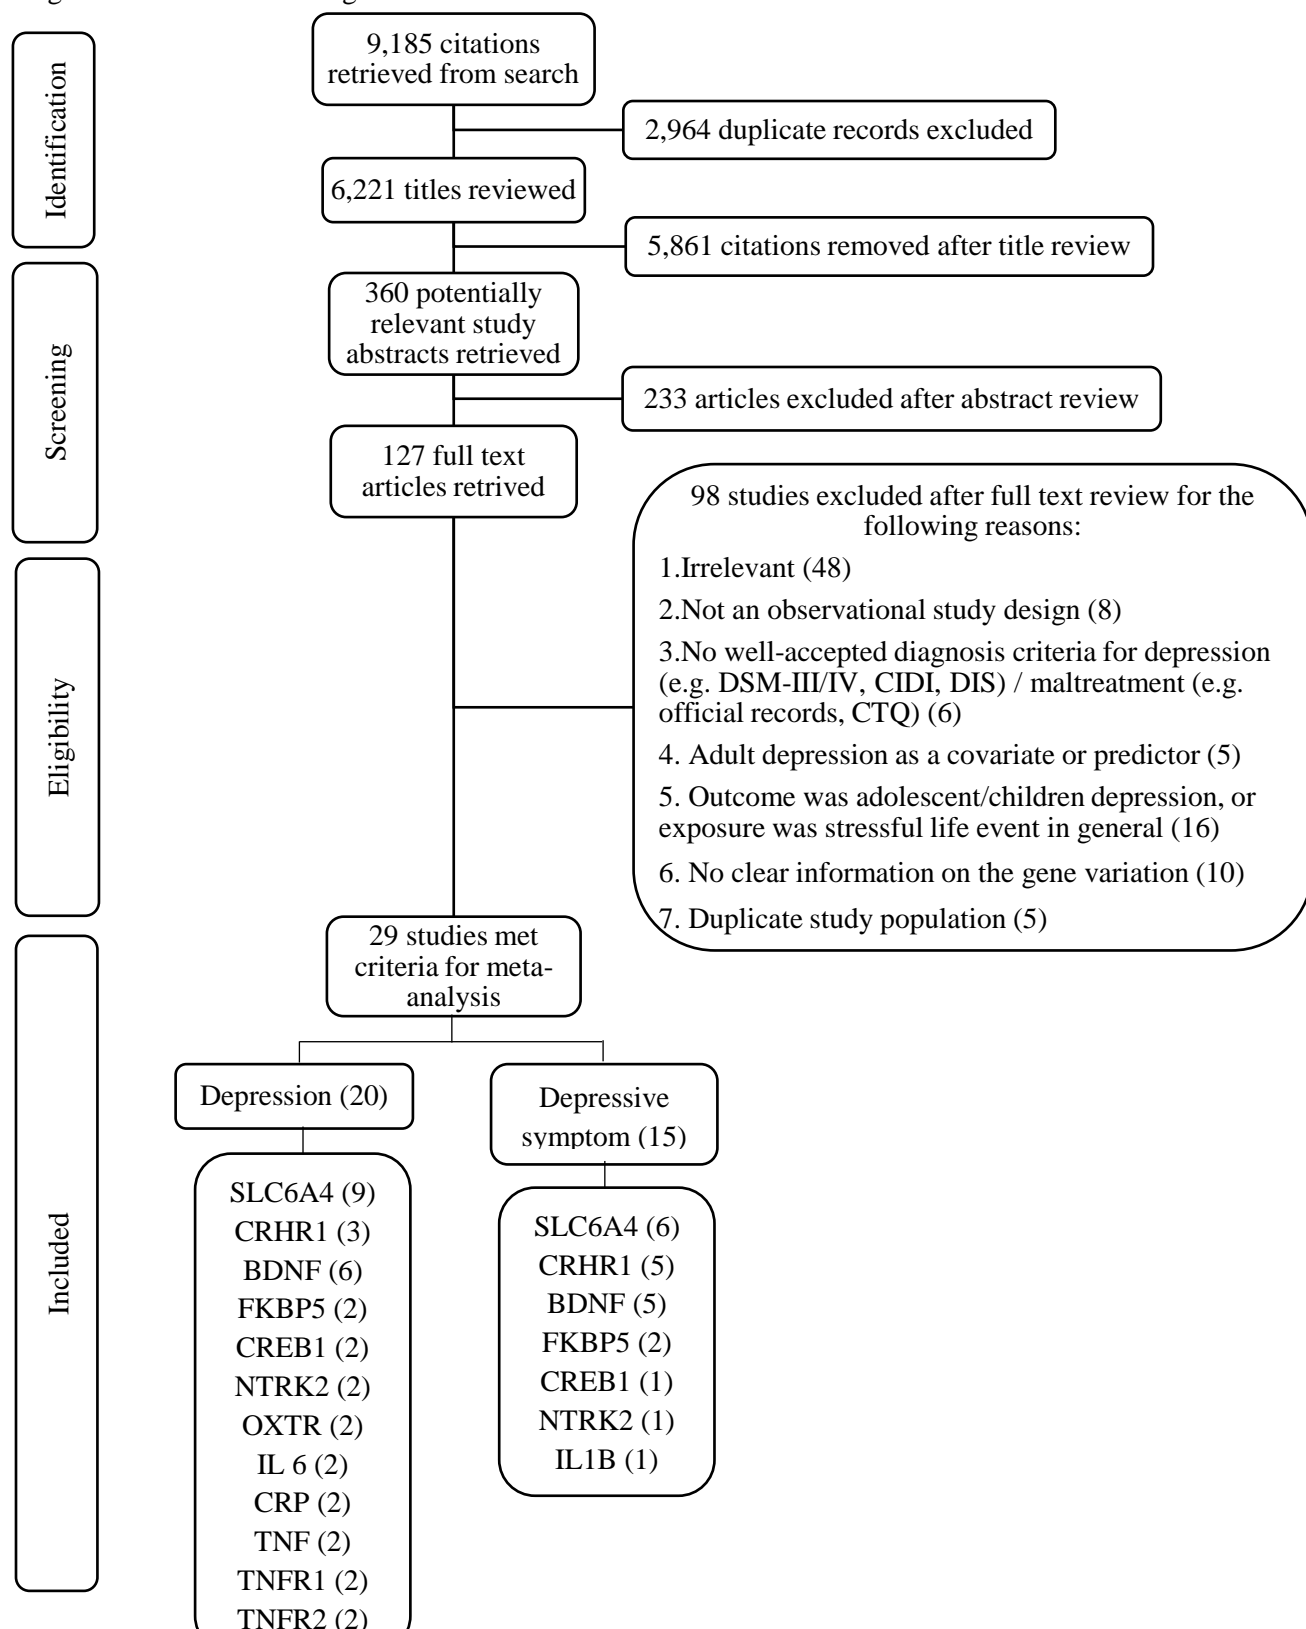 9,185 citations
retrieved from search
2,964 duplicate records excluded
6,221 titles reviewed
5,861 citations removed after title review
360 potentially
relevant study
abstracts retrieved
233 articles excluded after abstract review
127 full text
articles retrived
98 studies excluded after full text review for the
following reasons:
1.Irrelevant (48)
2.Not an observational study design (8)
3.No well-accepted diagnosis criteria for depression
(e.g. DSM-III/IV, CIDI, DIS) / maltreatment (e.g.
official records, CTQ) (6)
4. Adult depression as a covariate or predictor (5)
5. Outcome was adolescent/children depression, or
exposure was stressful life event in general (16)
6. No clear information on the gene variation (10)
7. Duplicate study population (5)
29 studies met
criteria for meta-
analysis
Depression (20)
Depressive
symptom (15)
SLC6A4 (9)
CRHR1 (3)
BDNF (6)
FKBP5 (2)
CREB1 (2)
NTRK2 (2)
OXTR (2)
IL 6 (2)
CRP (2)
TNF (2)
TNFR1 (2)
TNFR2 (2)
SLC6A4 (6)
CRHR1 (5)
BDNF (5)
FKBP5 (2)
CREB1 (1)
NTRK2 (1)
IL1B (1)
Identification
Screening
Eligibility
Included